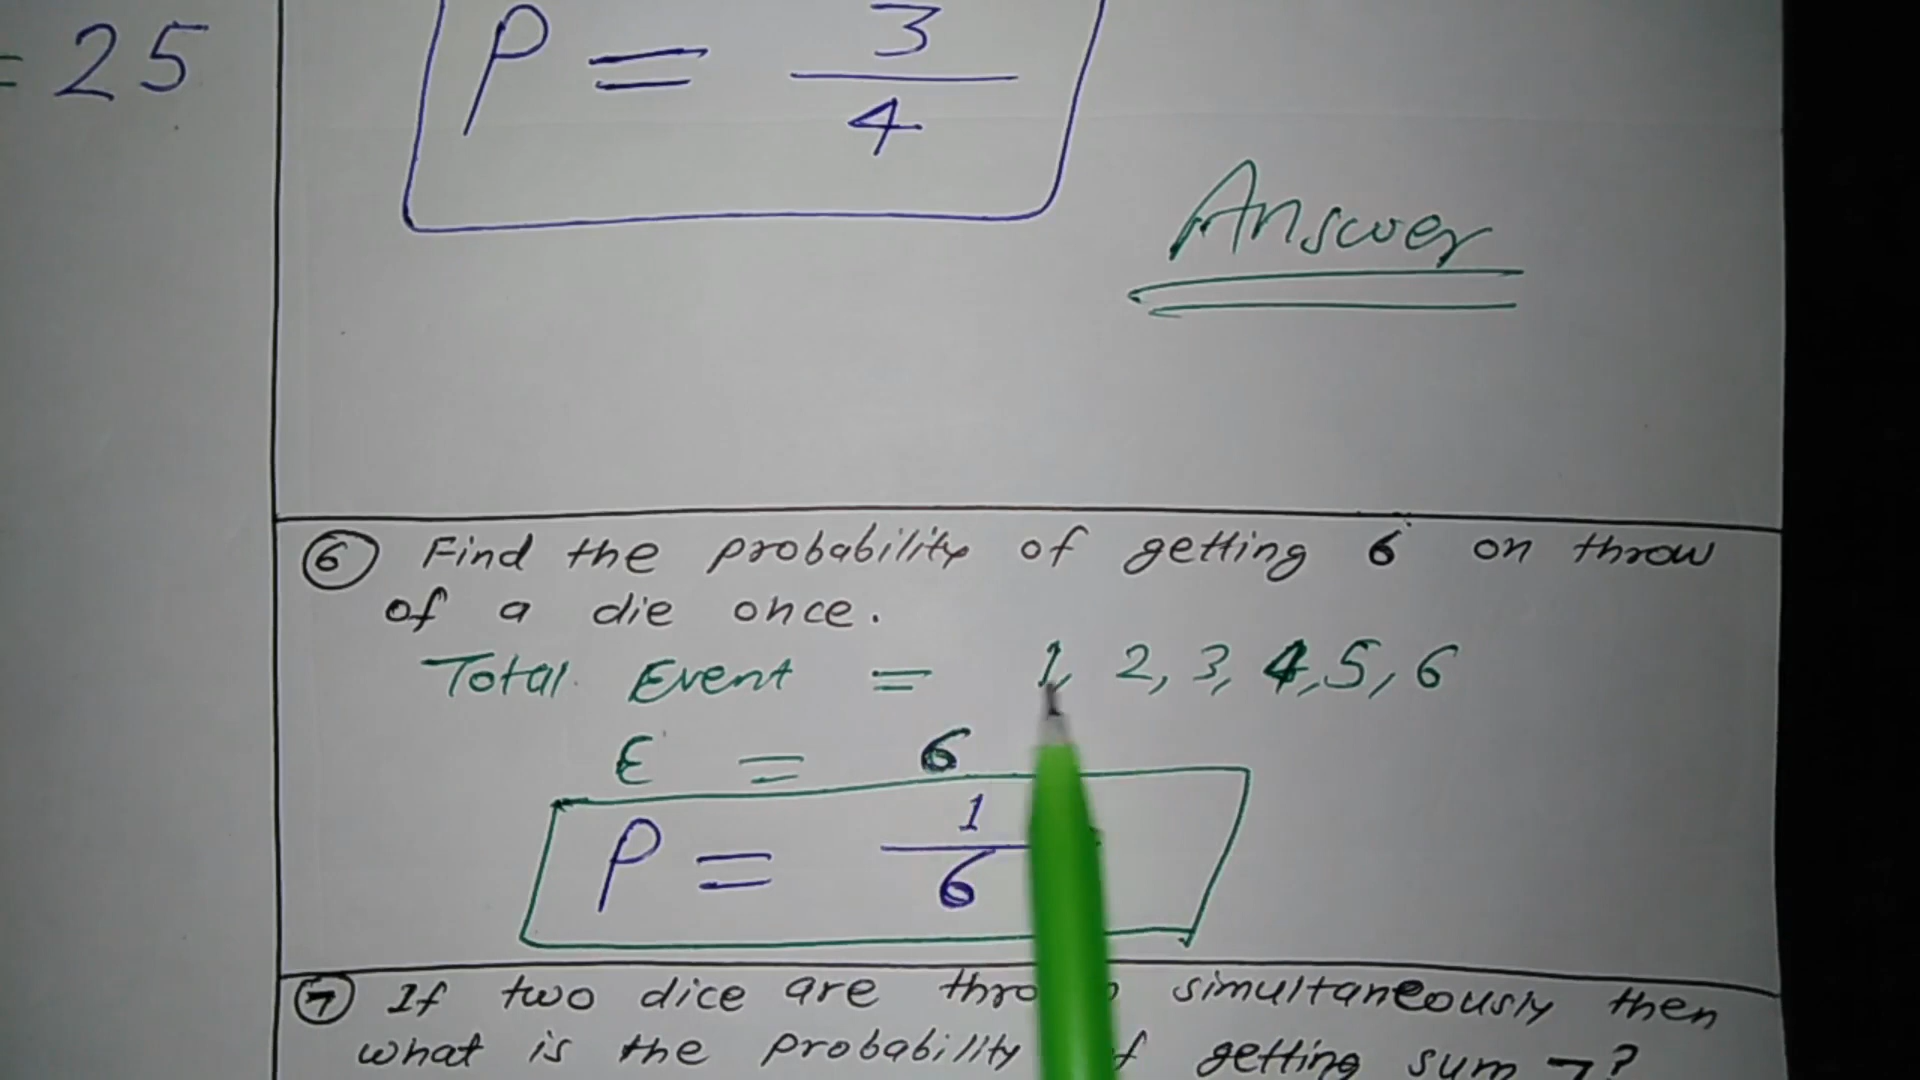 = 25
P = 3/4
Answer
⑥ Find the probability of getting 6 on throw
of a die once.
Total Event = 1, 2, 3, 4, 5, 6
E = 6
P = 1/6
⑦ If two dice are simultaneously then
what is the probability of getting sum 7?